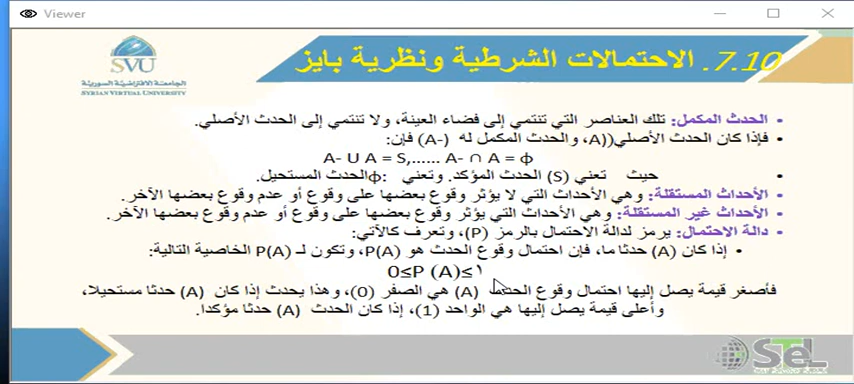 Viewer
7.10. الاحتمالات الشرطية ونظرية بايز
SVU
الجامعة الافتراضية السورية
SYRIAN VIRTUAL UNIVERSITY
• الحدث المكمل: تلك العناصر التي تنتمي إلى فضاء العينة، ولا تنتمي إلى الحدث الأصلي.
• فإذا كان الحدث الأصلي((A، والحدث المكمل له (-A) فإن:
A- U A = S,...... A- ∩ A = ф
• حيث تعني (S) الحدث المؤكد. وتعني :фالحدث المستحيل.
• الأحداث المستقلة: وهي الأحداث التي لا يؤثر وقوع بعضها على وقوع أو عدم وقوع بعضها الآخر.
• الأحداث غير المستقلة: وهي الأحداث التي يؤثر وقوع بعضها على وقوع أو عدم وقوع بعضها الآخر.
• دالة الاحتمال: يرمز لدالة الاحتمال بالرمز (P)، وتعرف كالآتي:
• إذا كان (A) حدثا ما، فإن احتمال وقوع الحدث هو P(A)، وتكون لـ P(A) الخاصية التالية:
0≤P (A)≤١
فأصغر قيمة يصل إليها احتمال وقوع الحدث (A) هي الصفر (0)، وهذا يحدث إذا كان (A) حدثا مستحيلا،
وأعلى قيمة يصل إليها هي الواحد (1)، إذا كان الحدث (A) حدثا مؤكدا.
SteL